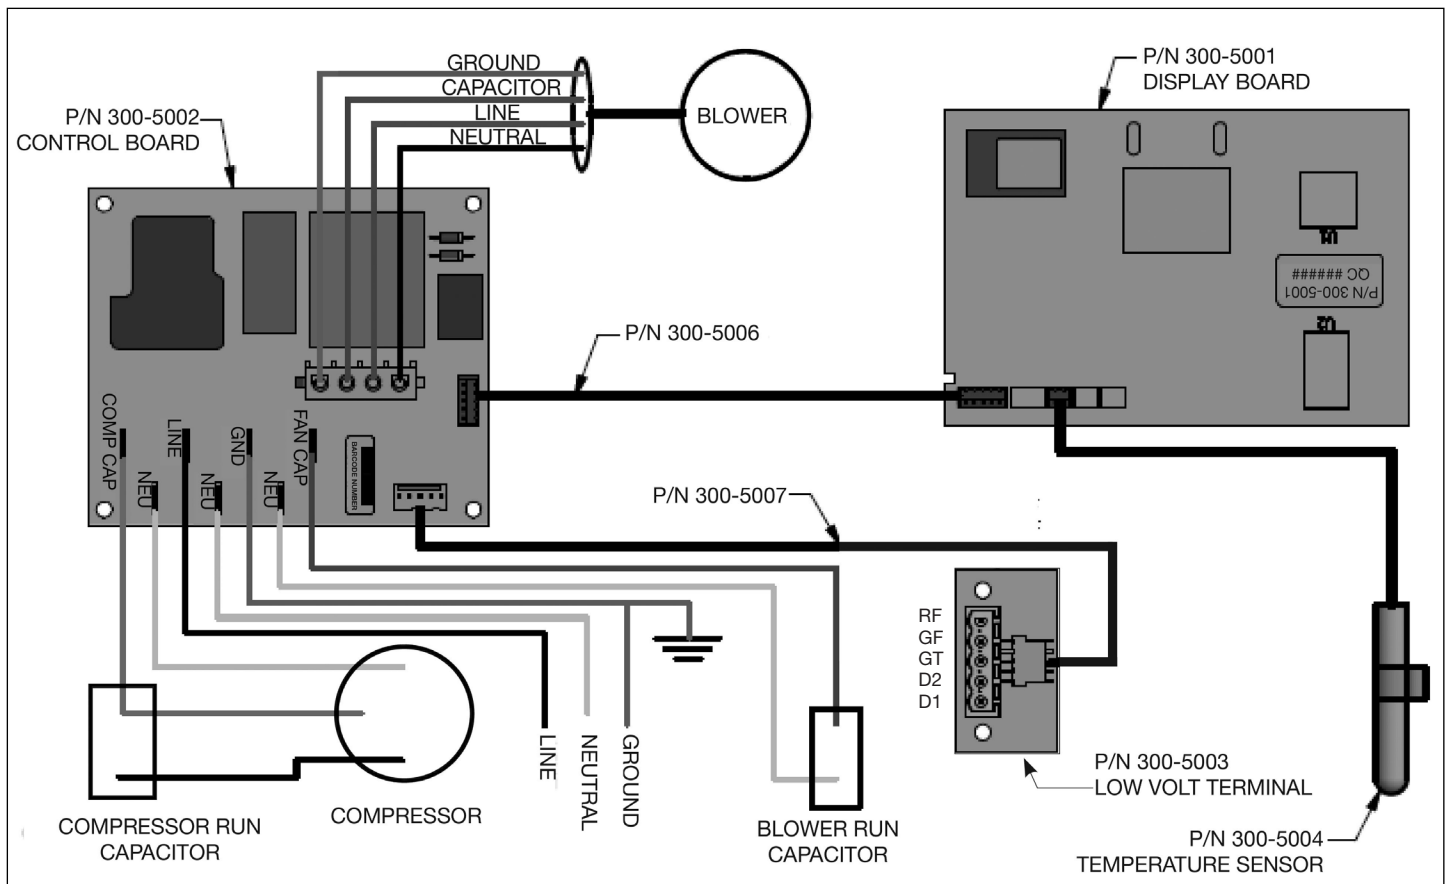 GROUND
CAPACITOR
LINE
NEUTRAL
BLOWER
P/N 300-5001
DISPLAY BOARD
P/N 300-5002
CONTROL BOARD
U1
QC ######
P/N 300-5001
U2
P/N 300-5006
COMP CAP
LINE
GND
FAN CAP
NEU
NEU
NEU
BARCODE NUMBER
P/N 300-5007
RF
GF
GT
D2
D1
LINE
NEUTRAL
GROUND
P/N 300-5003
LOW VOLT TERMINAL
COMPRESSOR
COMPRESSOR RUN
CAPACITOR
BLOWER RUN
CAPACITOR
P/N 300-5004
TEMPERATURE SENSOR